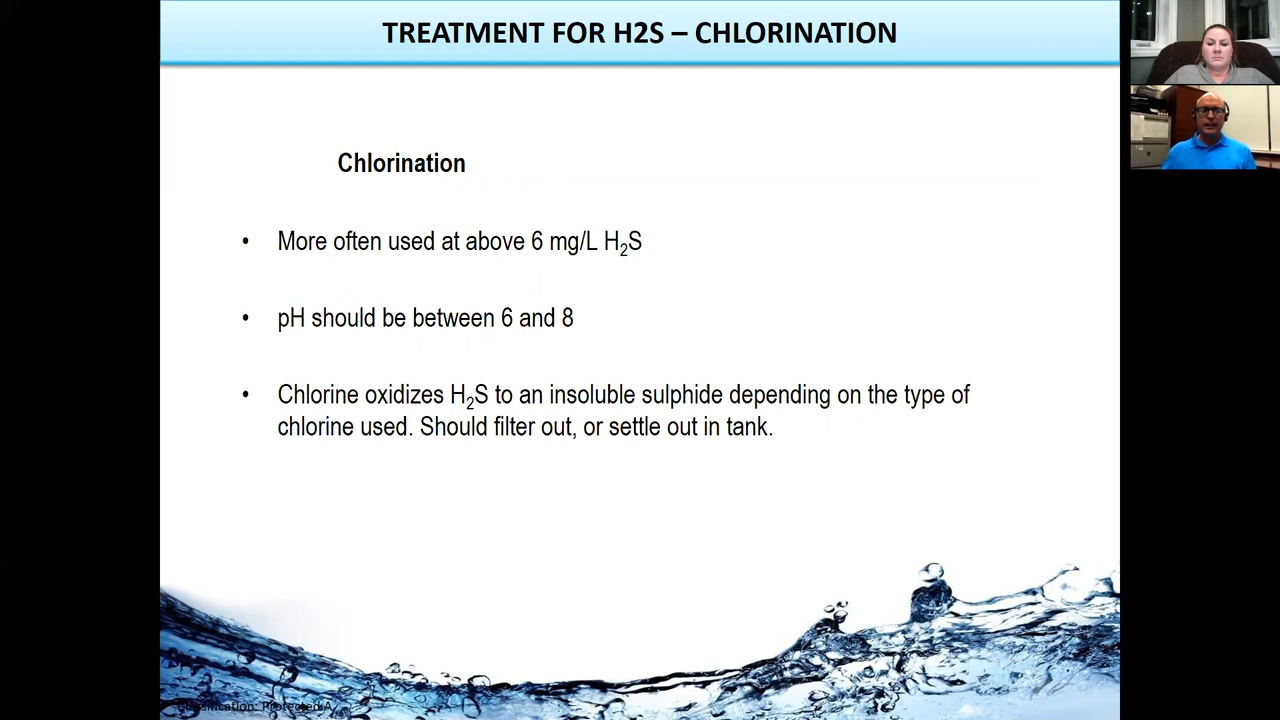 TREATMENT FOR H2S – CHLORINATION
Chlorination
• More often used at above 6 mg/L H₂S
• pH should be between 6 and 8
• Chlorine oxidizes H₂S to an insoluble sulphide depending on the type of
chlorine used. Should filter out, or settle out in tank.
Classification: Protected A